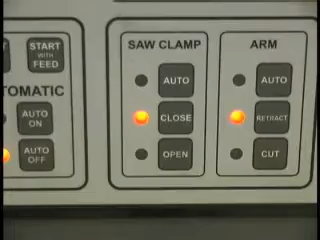 START
WITH
FEED
TOMATIC
AUTO
ON
AUTO
OFF
SAW CLAMP
AUTO
CLOSE
OPEN
ARM
AUTO
RETRACT
CUT